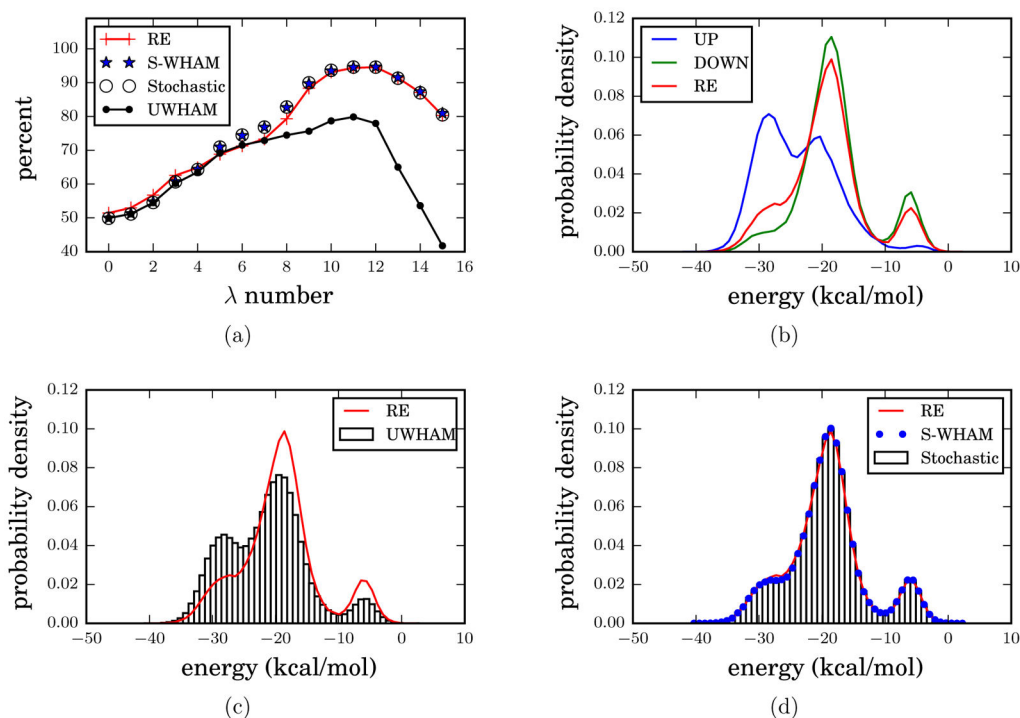 100
90
80
70
60
50
40
percent
RE
S-WHAM
Stochastic
UWHAM
0 2 4 6 8 10 12 14 16
λ number
(a)
0.12
0.10
0.08
0.06
0.04
0.02
0.00
probability density
UP
DOWN
RE
−50 −40 −30 −20 −10 0 10
energy (kcal/mol)
(b)
0.12
0.10
0.08
0.06
0.04
0.02
0.00
probability density
RE
UWHAM
−50 −40 −30 −20 −10 0 10
energy (kcal/mol)
(c)
0.12
0.10
0.08
0.06
0.04
0.02
0.00
probability density
RE
S-WHAM
Stochastic
−50 −40 −30 −20 −10 0 10
energy (kcal/mol)
(d)